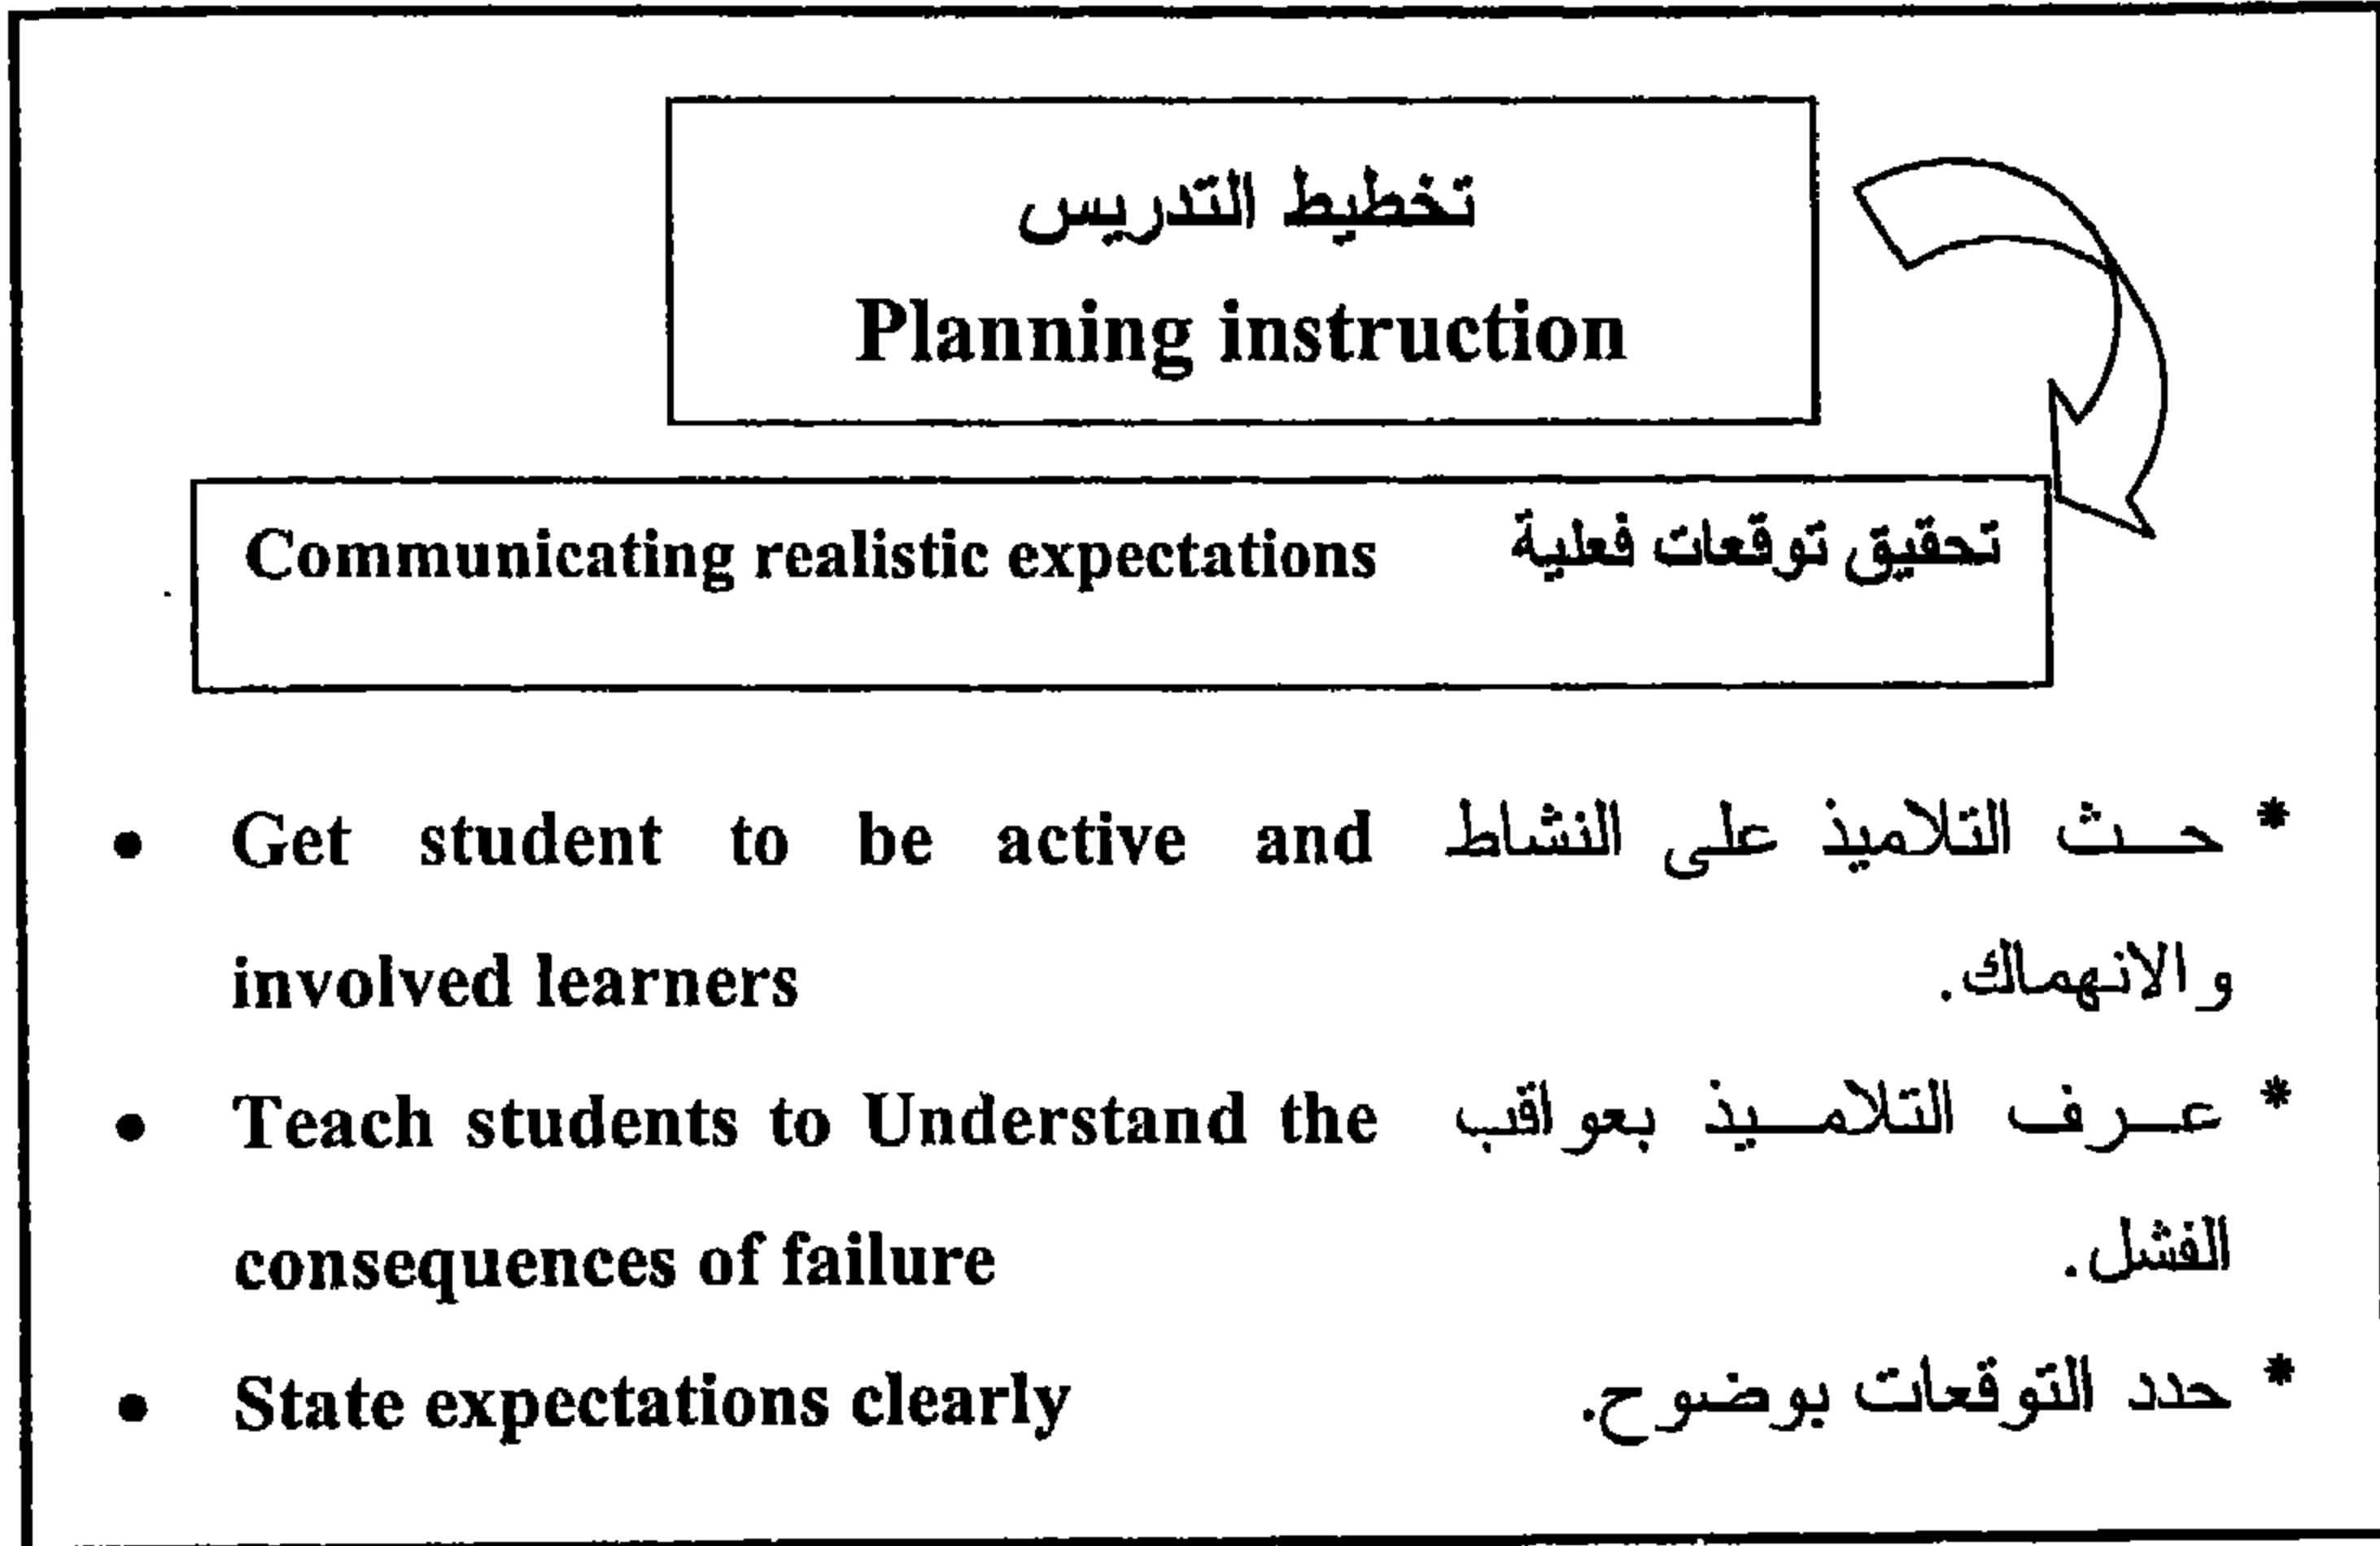 تخطيط التدريس
Planning instruction
Communicating realistic expectations تحقيق توقعات فعلية
• Get student to be active and * حث التلاميذ على النشاط
involved learners والانهماك.
• Teach students to Understand the * عرف التلاميذ بعواقب
consequences of failure الفشل.
• State expectations clearly * حدد التوقعات بوضوح.